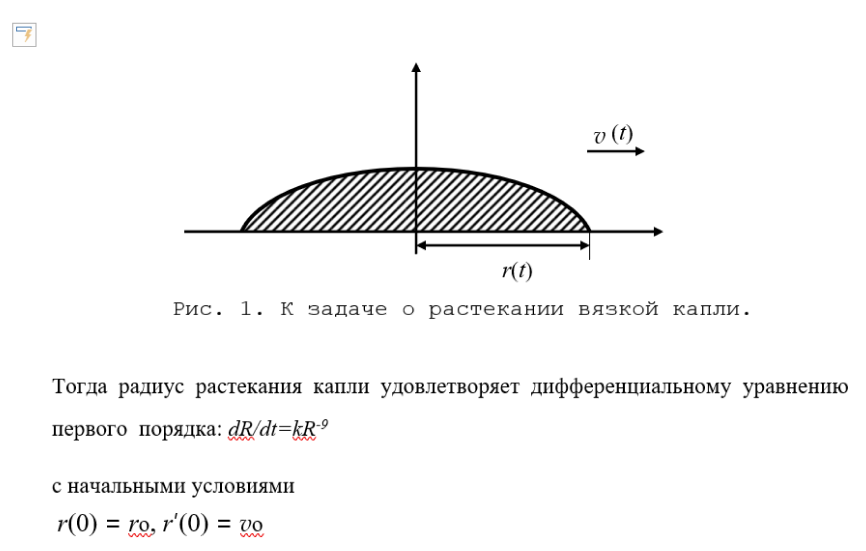 v (t)
r(t)
Рис. 1. К задаче о растекании вязкой капли.
Тогда радиус растекания капли удовлетворяет дифференциальному уравнению
первого порядка: dR/dt=kR⁻⁹
с начальными условиями
r(0) = r₀, r'(0) = v₀